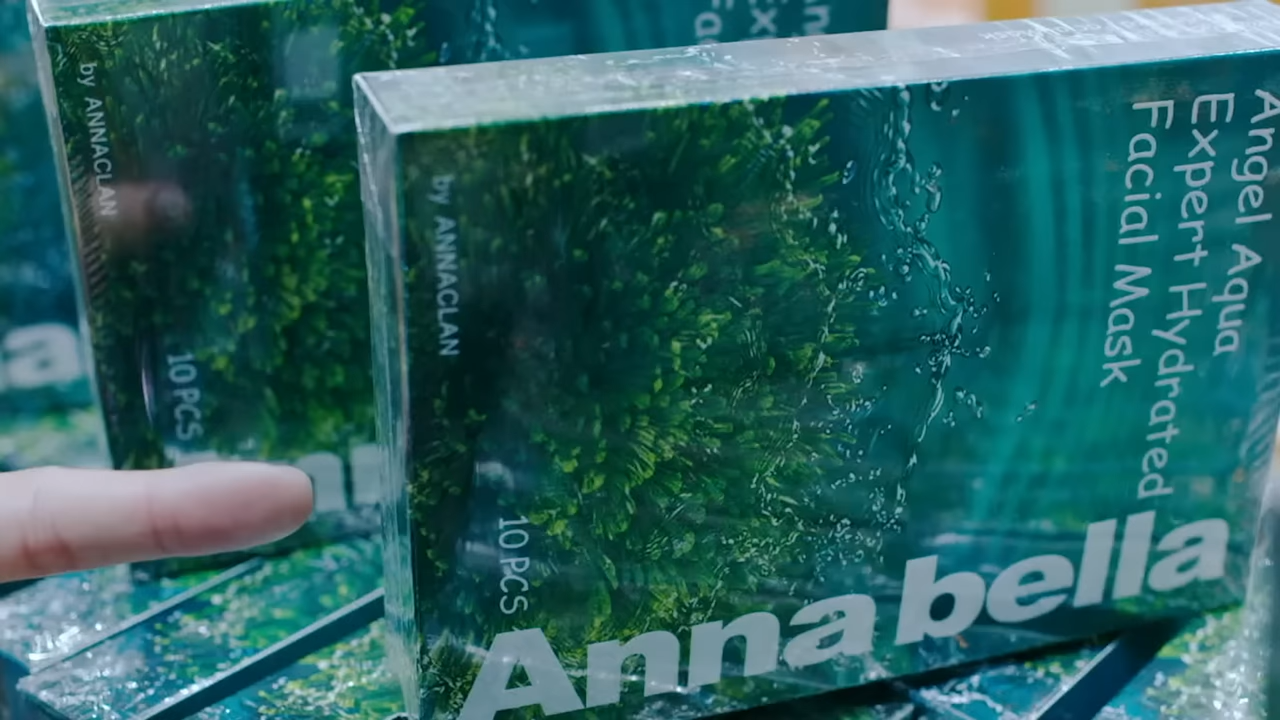 Angel Aqua
Expert Hydrated
Facial Mask
by ANNACLAN
10 PCS
Annabella
by ANNACLAN
10 PCS